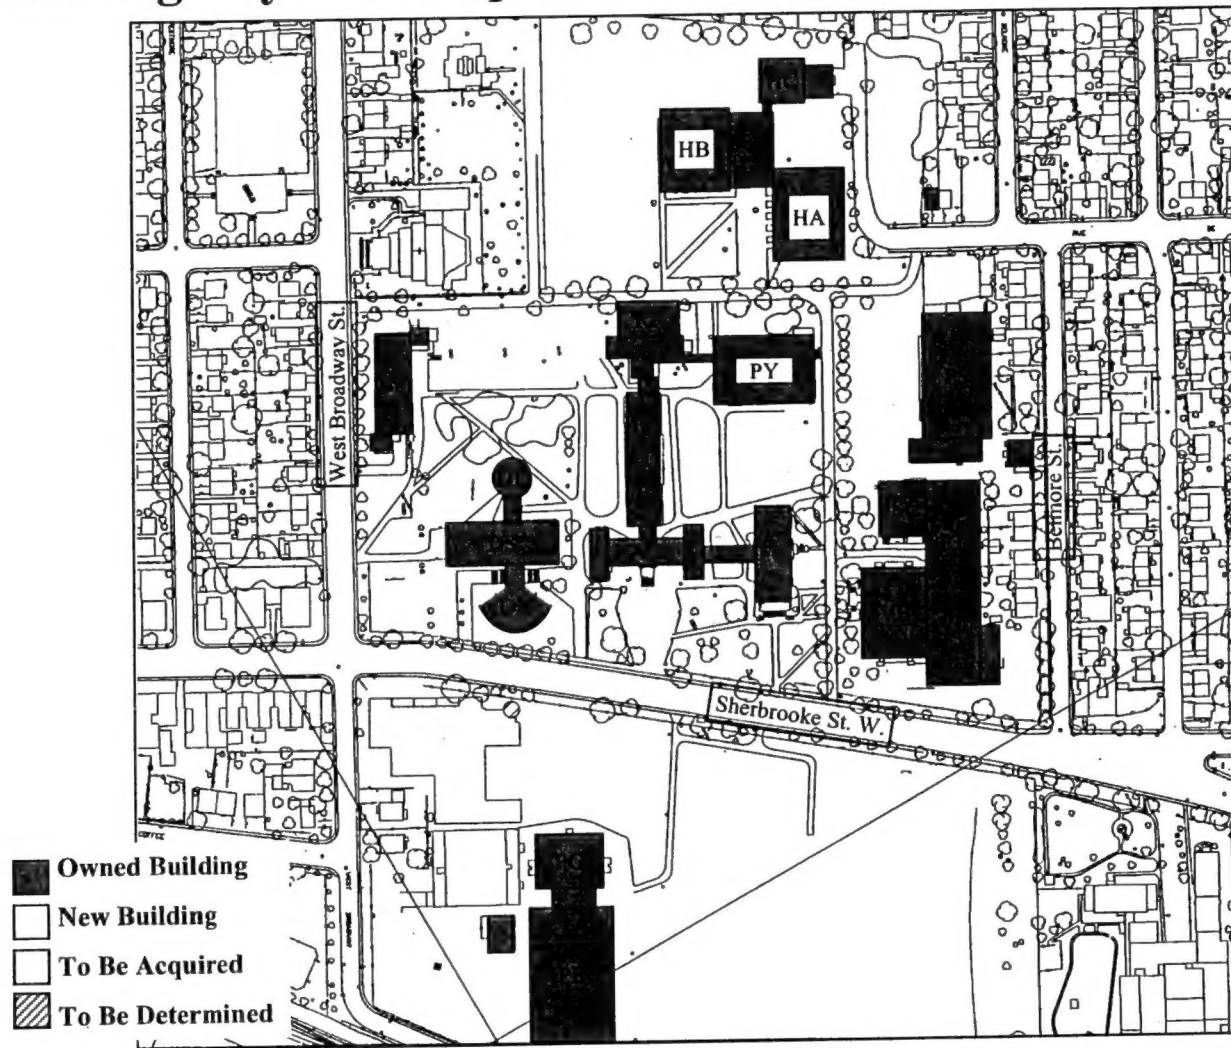 HB
HA
PY
West Broadway St.
Belmore St.
Sherbrooke St. W.
Owned Building
New Building
To Be Acquired
To Be Determined